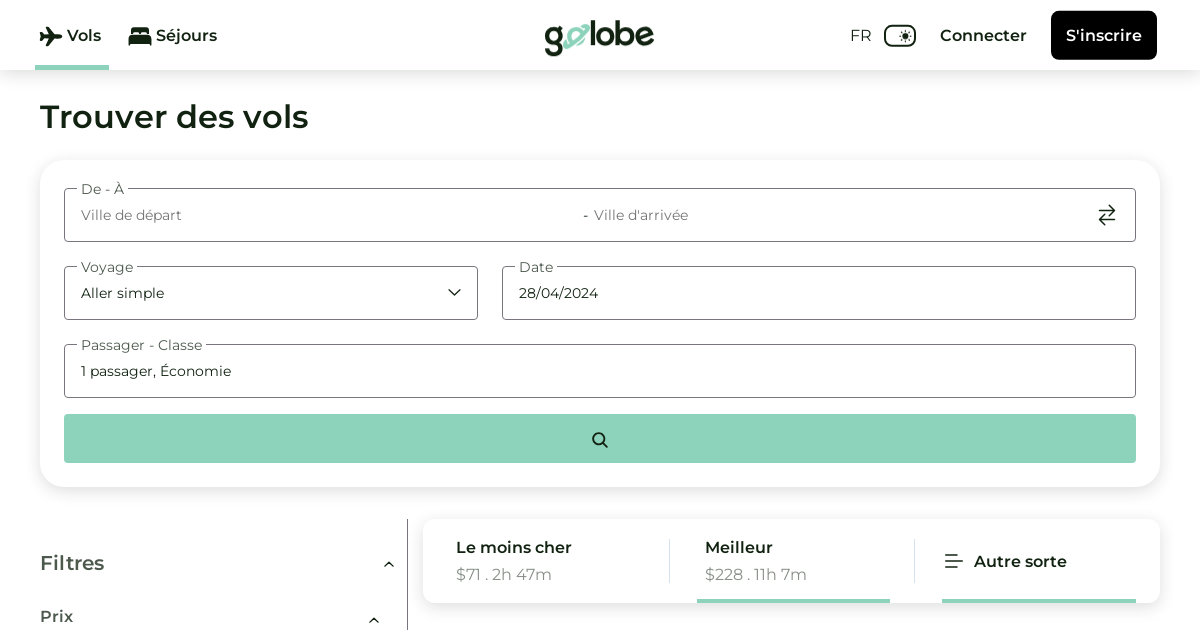 Vols
Séjours
golobe
FR
Connecter
S'inscrire
Trouver des vols
De - À
Ville de départ
- Ville d'arrivée
Voyage
Aller simple
Date
28/04/2024
Passager - Classe
1 passager, Économie
Filtres
Prix
Le moins cher
$71 . 2h 47m
Meilleur
$228 . 11h 7m
Autre sorte